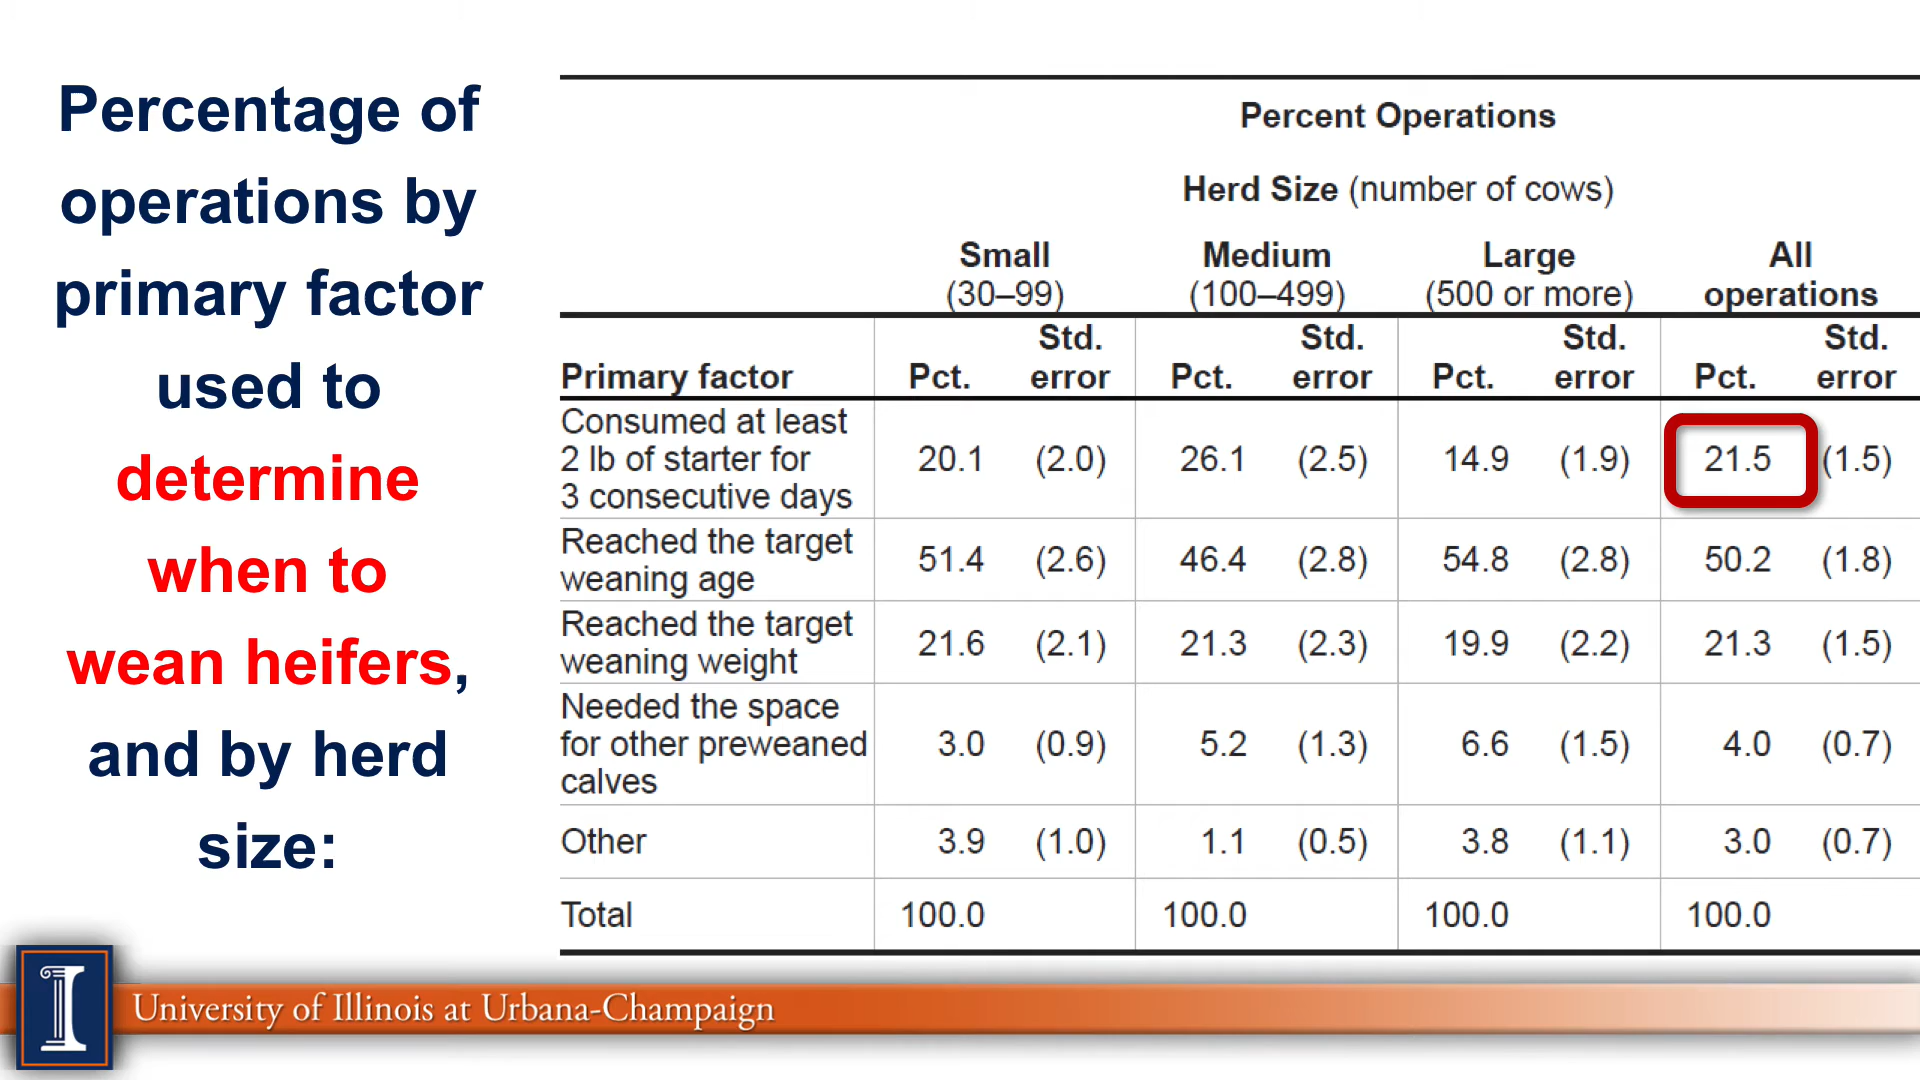 Percentage of
operations by
primary factor
used to
determine
when to
wean heifers,
and by herd
size:
Percent Operations
Herd Size (number of cows)
Small Medium Large All
(30–99) (100–499) (500 or more) operations
Std. Std. Std. Std.
Primary factor Pct. error Pct. error Pct. error Pct. error
Consumed at least
2 lb of starter for 20.1 (2.0) 26.1 (2.5) 14.9 (1.9) 21.5 (1.5)
3 consecutive days
Reached the target
weaning age 51.4 (2.6) 46.4 (2.8) 54.8 (2.8) 50.2 (1.8)
Reached the target
weaning weight 21.6 (2.1) 21.3 (2.3) 19.9 (2.2) 21.3 (1.5)
Needed the space
for other preweaned 3.0 (0.9) 5.2 (1.3) 6.6 (1.5) 4.0 (0.7)
calves
Other 3.9 (1.0) 1.1 (0.5) 3.8 (1.1) 3.0 (0.7)
Total 100.0 100.0 100.0 100.0
I University of Illinois at Urbana-Champaign